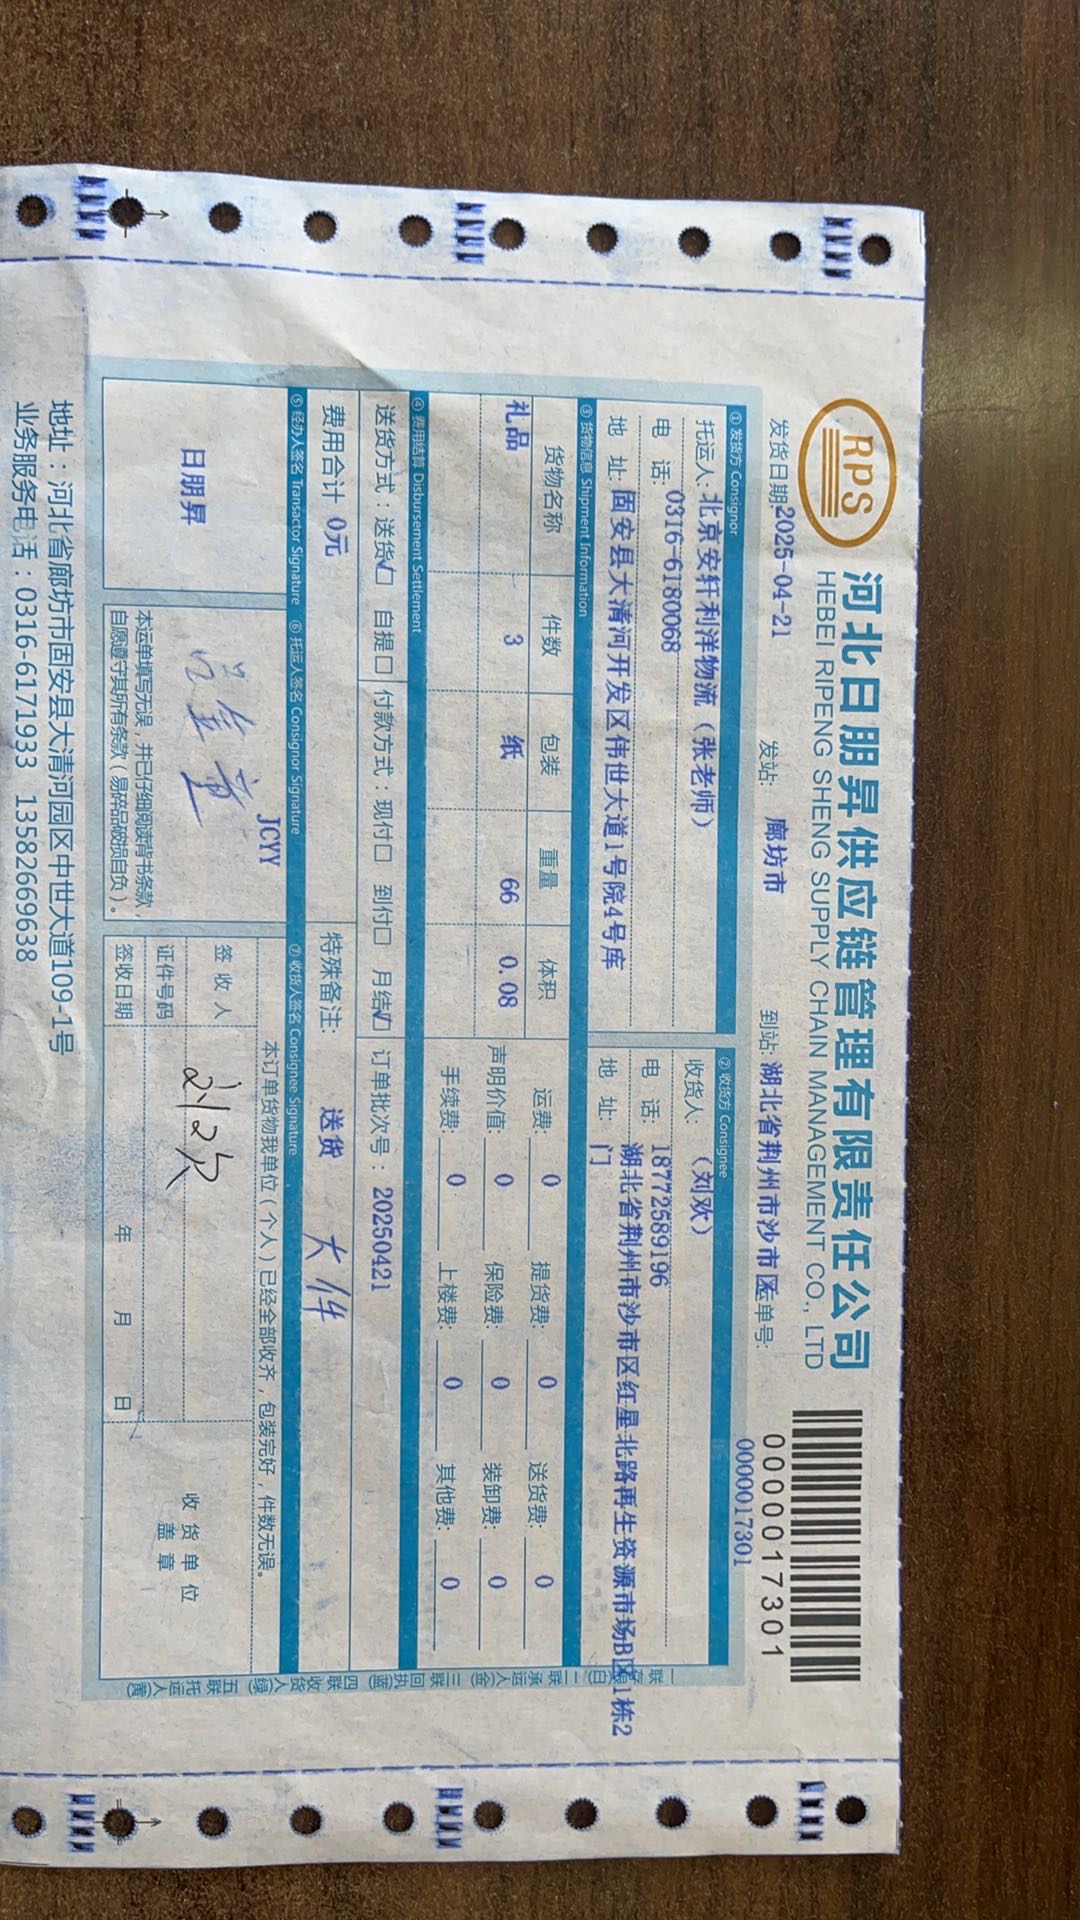 RPS
河北日朋昇供应链管理有限责任公司
HEBEI RIPENG SHENG SUPPLY CHAIN MANAGEMENT CO., LTD
0000017301
发货日期:2025-04-21 发站: 廊坊市 到站: 湖北省荆州市沙市区 运单号: 0000017301
① 发货方 Consignor
托运人: 北京安轩利洋物流（张老师）
电 话: 0316-6180068
地 址: 固安县大清河开发区伟世大道1号院4号库
② 收货方 Consignee
收货人: （刘欢）
电 话: 18772589196
地 址: 湖北省荆州市沙市区红星北路再生资源市场B区1栋2
门
③ 货物信息 Shipment Information
货物名称 件数 包装 重量 体积
礼品 3 纸 66 0.08
运费: 0 提货费: 0 送货费: 0
声明价值: 0 保险费: 0 装卸费: 0
手续费: 0 上楼费: 0 其他费: 0
④ 费用结算 Disbursement Settlement
送货方式：送货☑ 自提☐ 付款方式：现付☐ 到付☐ 月结☑ 订单批次号：20250421
费用合计 0元 特殊备注: 送货 大件
⑤ 经办人签名 Transactor Signature ⑥ 托运人签名 Consignor Signature ⑦ 收货人签名 Consignee Signature
日朋昇
JCYY
本运单填写无误，并已仔细阅读背书条款，
自愿遵守其所有条款（易碎品破损自负）。
本订单货物我单位（个人）已经全部收齐，包装完好，件数无误。
签 收 人 刘欢
证件号码
签收日期 年 月 日
收 货 单 位
盖 章
一联存根(白) 二联承运人(金) 三联回执(蓝) 四联收货人(绿) 五联托运人(黄)
地址：河北省廊坊市固安县大清河园区中世大道109-1号
业务服务电话：0316-6171933 13582669638